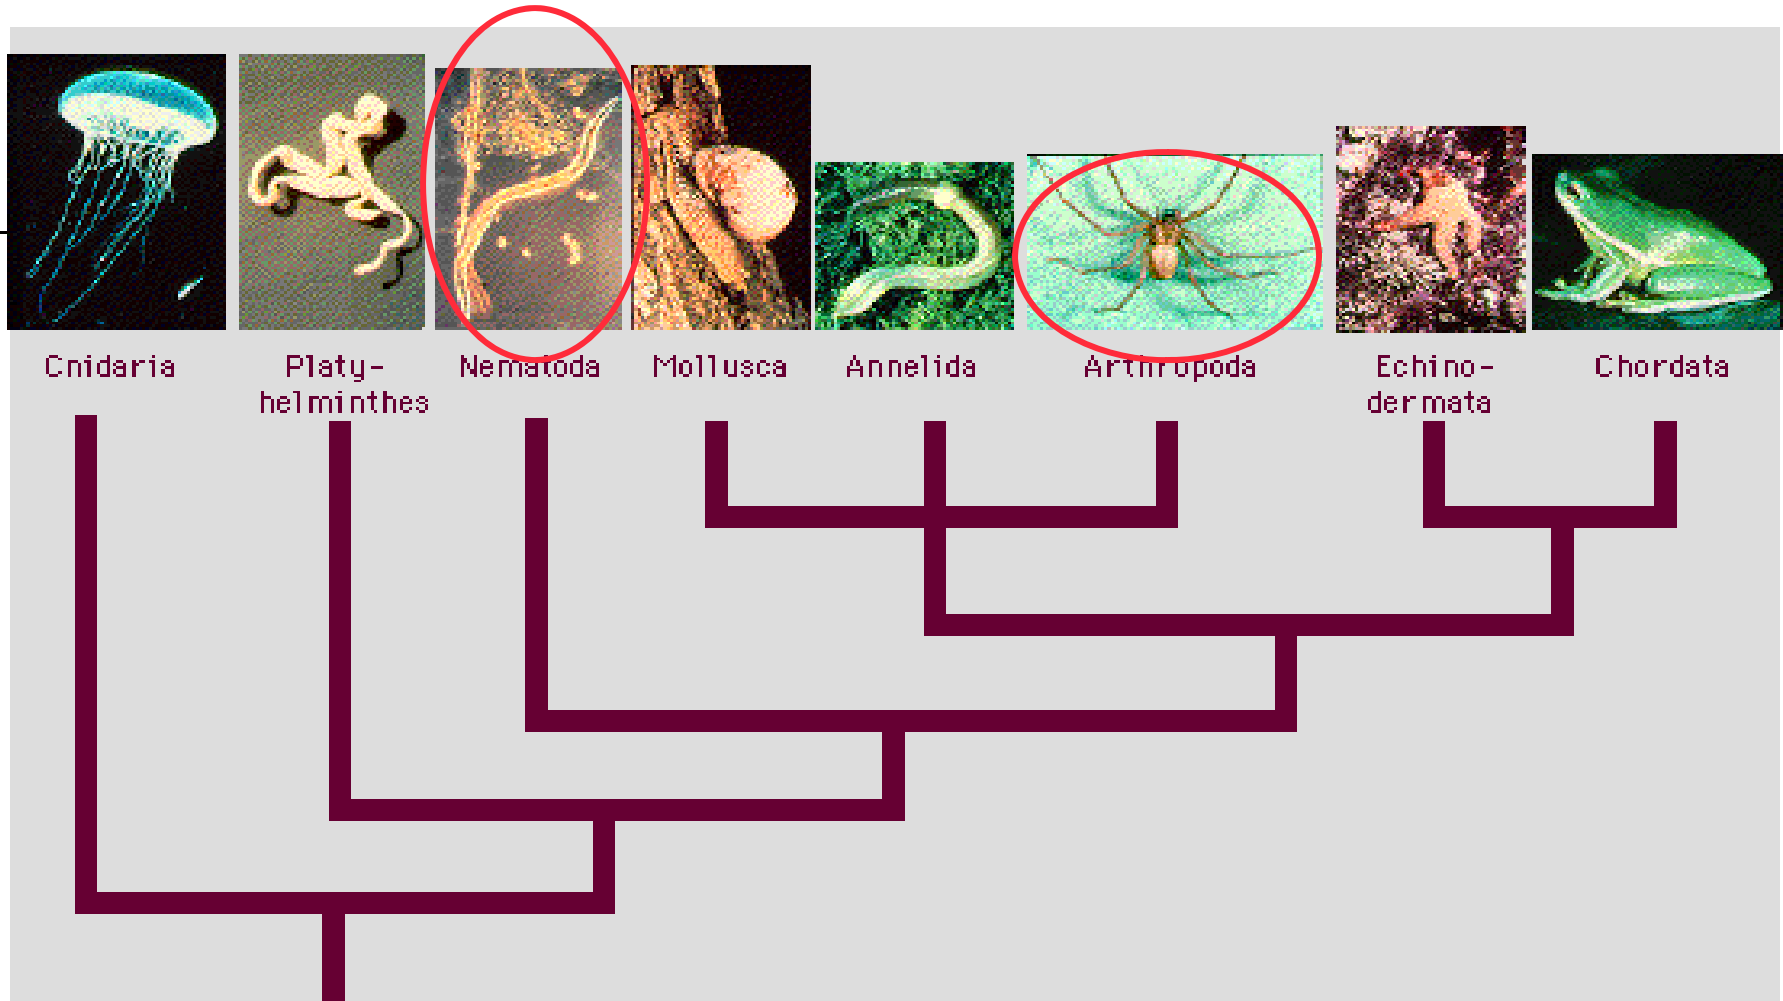 Cnidaria
Platy-
helminthes
Nematoda
Mollusca
Annelida
Arthropoda
Echino-
dermata
Chordata